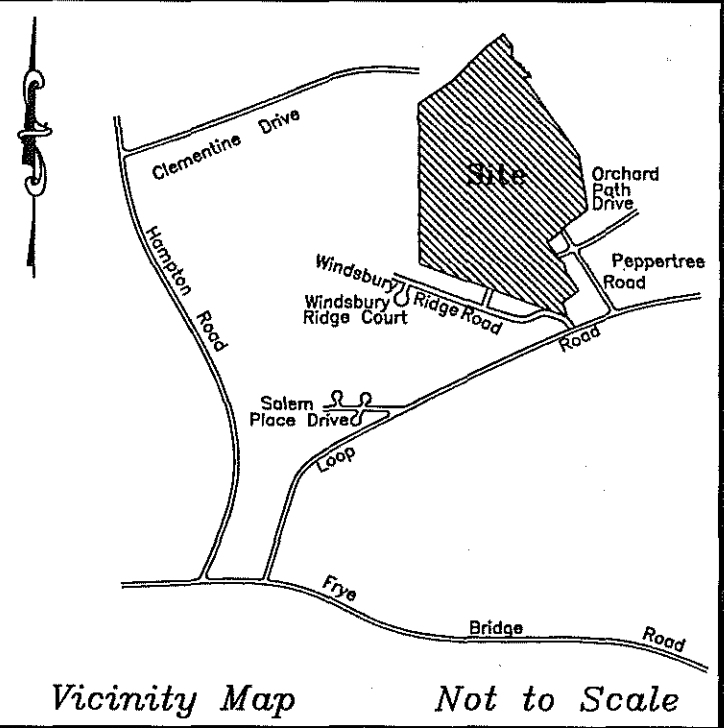 Clementine Drive
Site
Orchard
Path
Drive
Hampton Road
Peppertree
Road
Windsbury Ridge Road
Windsbury
Ridge Court
Road
Salem
Place Drive
Loop
Frye Bridge Road
Vicinity Map Not to Scale